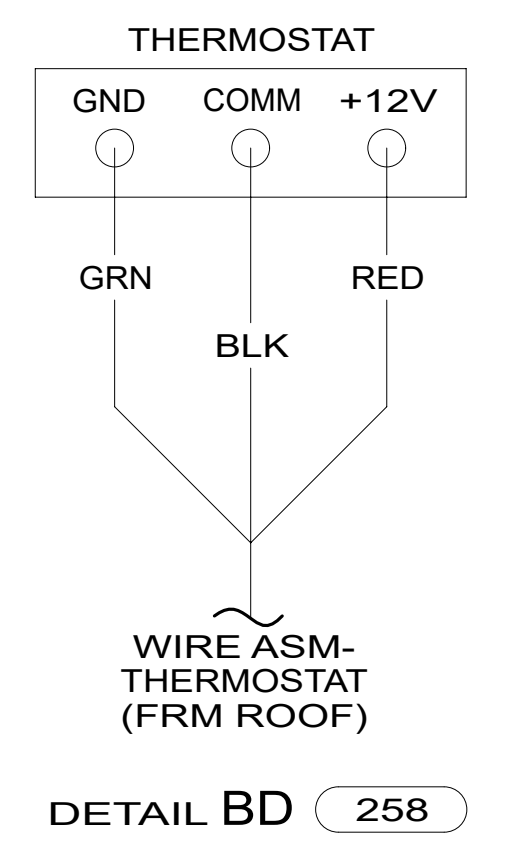 THERMOSTAT
GND COMM +12V
GRN RED
BLK
WIRE ASM-
THERMOSTAT
(FRM ROOF)
DETAIL BD 258